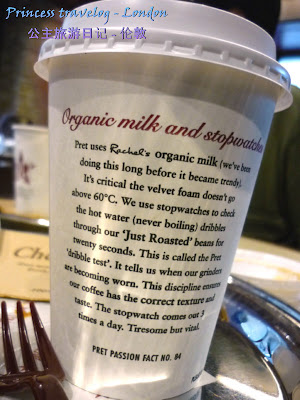 Princess travelog - London
公主旅游日记 - 伦敦
Organic milk and stopwatches
Pret uses Rachel's organic milk (we've been
doing this long before it became trendy).
It's critical the velvet foam doesn't go
above 60°C. We use stopwatches to check
the hot water (never boiling) dribbles
through our 'Just Roasted' beans for
twenty seconds. This is called the Pret
'dribble test'. It tells us when our grinders
are becoming worn. This discipline ensures
our coffee has the correct texture and
taste. The stopwatch comes out 3
times a day. Tiresome but vital.
PRET PASSION FACT NO. 04